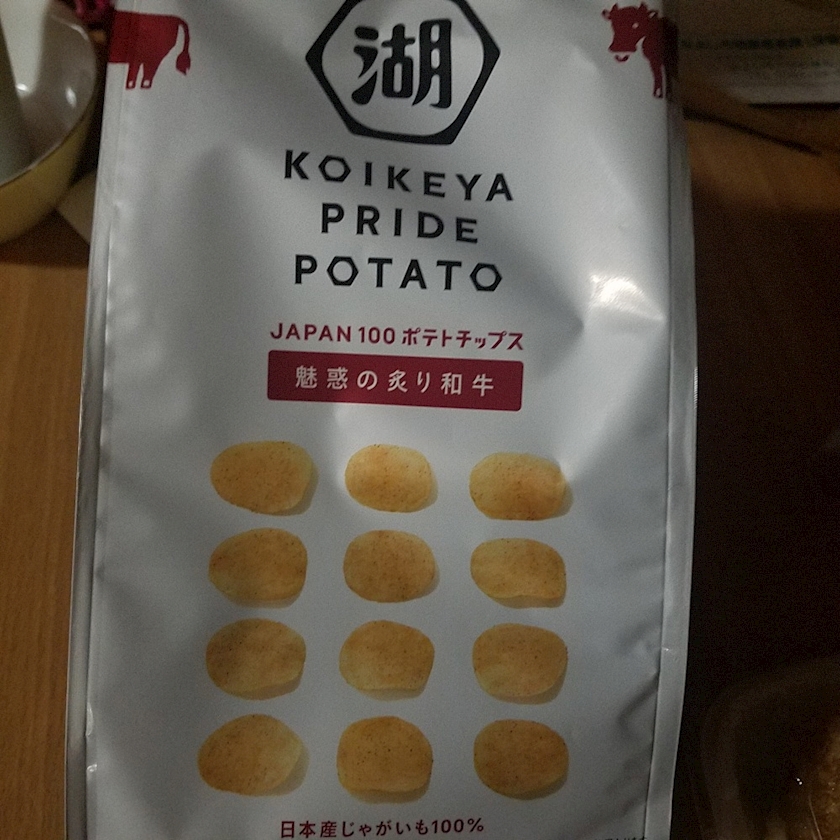 湖
KOIKEYA
PRIDE
POTATO
JAPAN 100 ポテトチップス
魅惑の炙り和牛
日本産じゃがいも100%